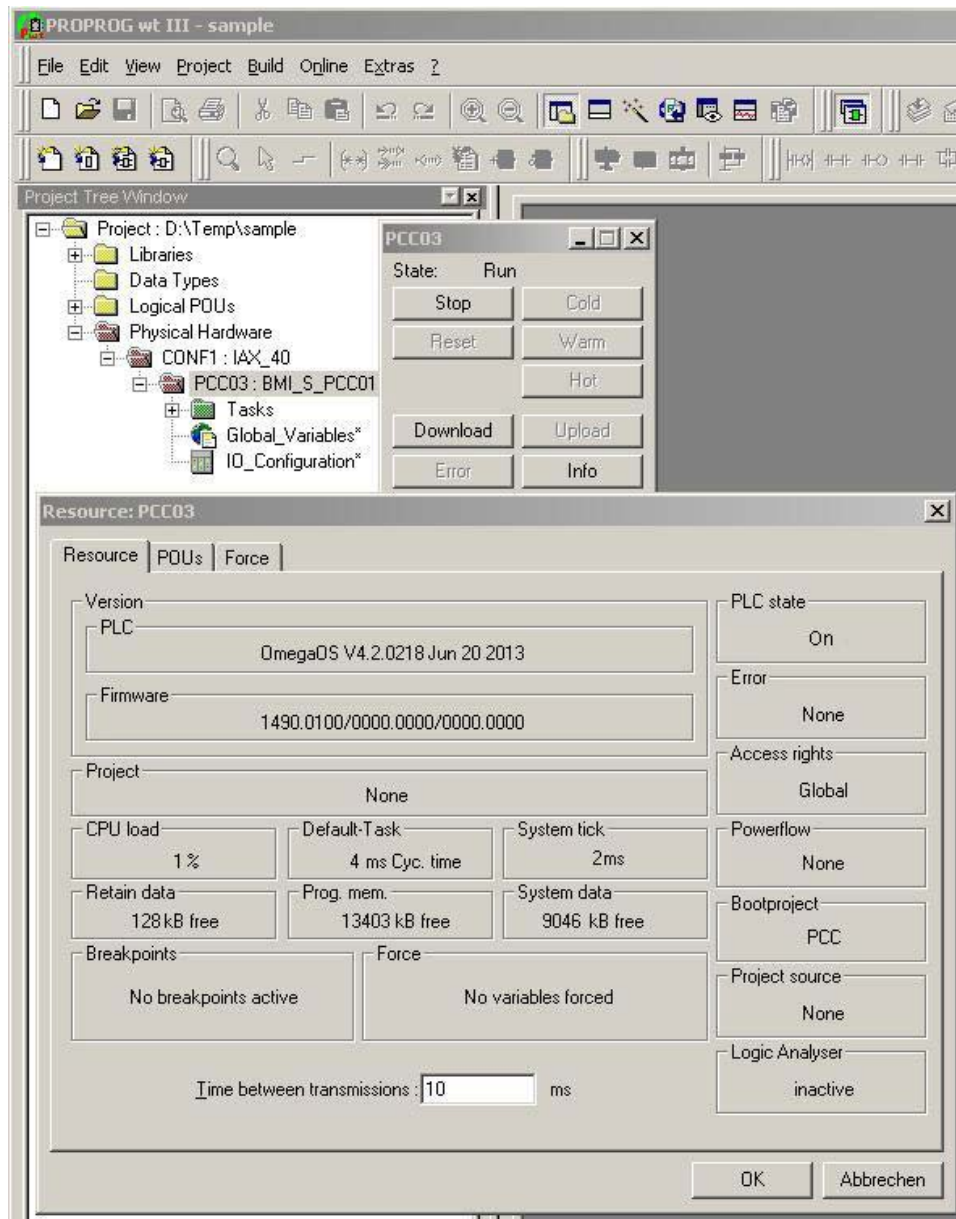 PROPROG wt III - sample
File Edit View Project Build Online Extras ?
Project Tree Window
Project : D:\Temp\sample
Libraries
Data Types
Logical POUs
Physical Hardware
CONF1 : IAX_40
PCC03 : BMI_S_PCC01
Tasks
Global_Variables*
IO_Configuration*
PCC03
State: Run
Stop Cold
Reset Warm
Hot
Download Upload
Error Info
Resource: PCC03
Resource POUs Force
Version
PLC
OmegaOS V4.2.0218 Jun 20 2013
Firmware
1490.0100/0000.0000/0000.0000
Project
None
CPU load
1 %
Default-Task
4 ms Cyc. time
System tick
2ms
Retain data
128 kB free
Prog. mem.
13403 kB free
System data
9046 kB free
Breakpoints
No breakpoints active
Force
No variables forced
Time between transmissions : 10 ms
PLC state
On
Error
None
Access rights
Global
Powerflow
None
Bootproject
PCC
Project source
None
Logic Analyser
inactive
OK Abbrechen